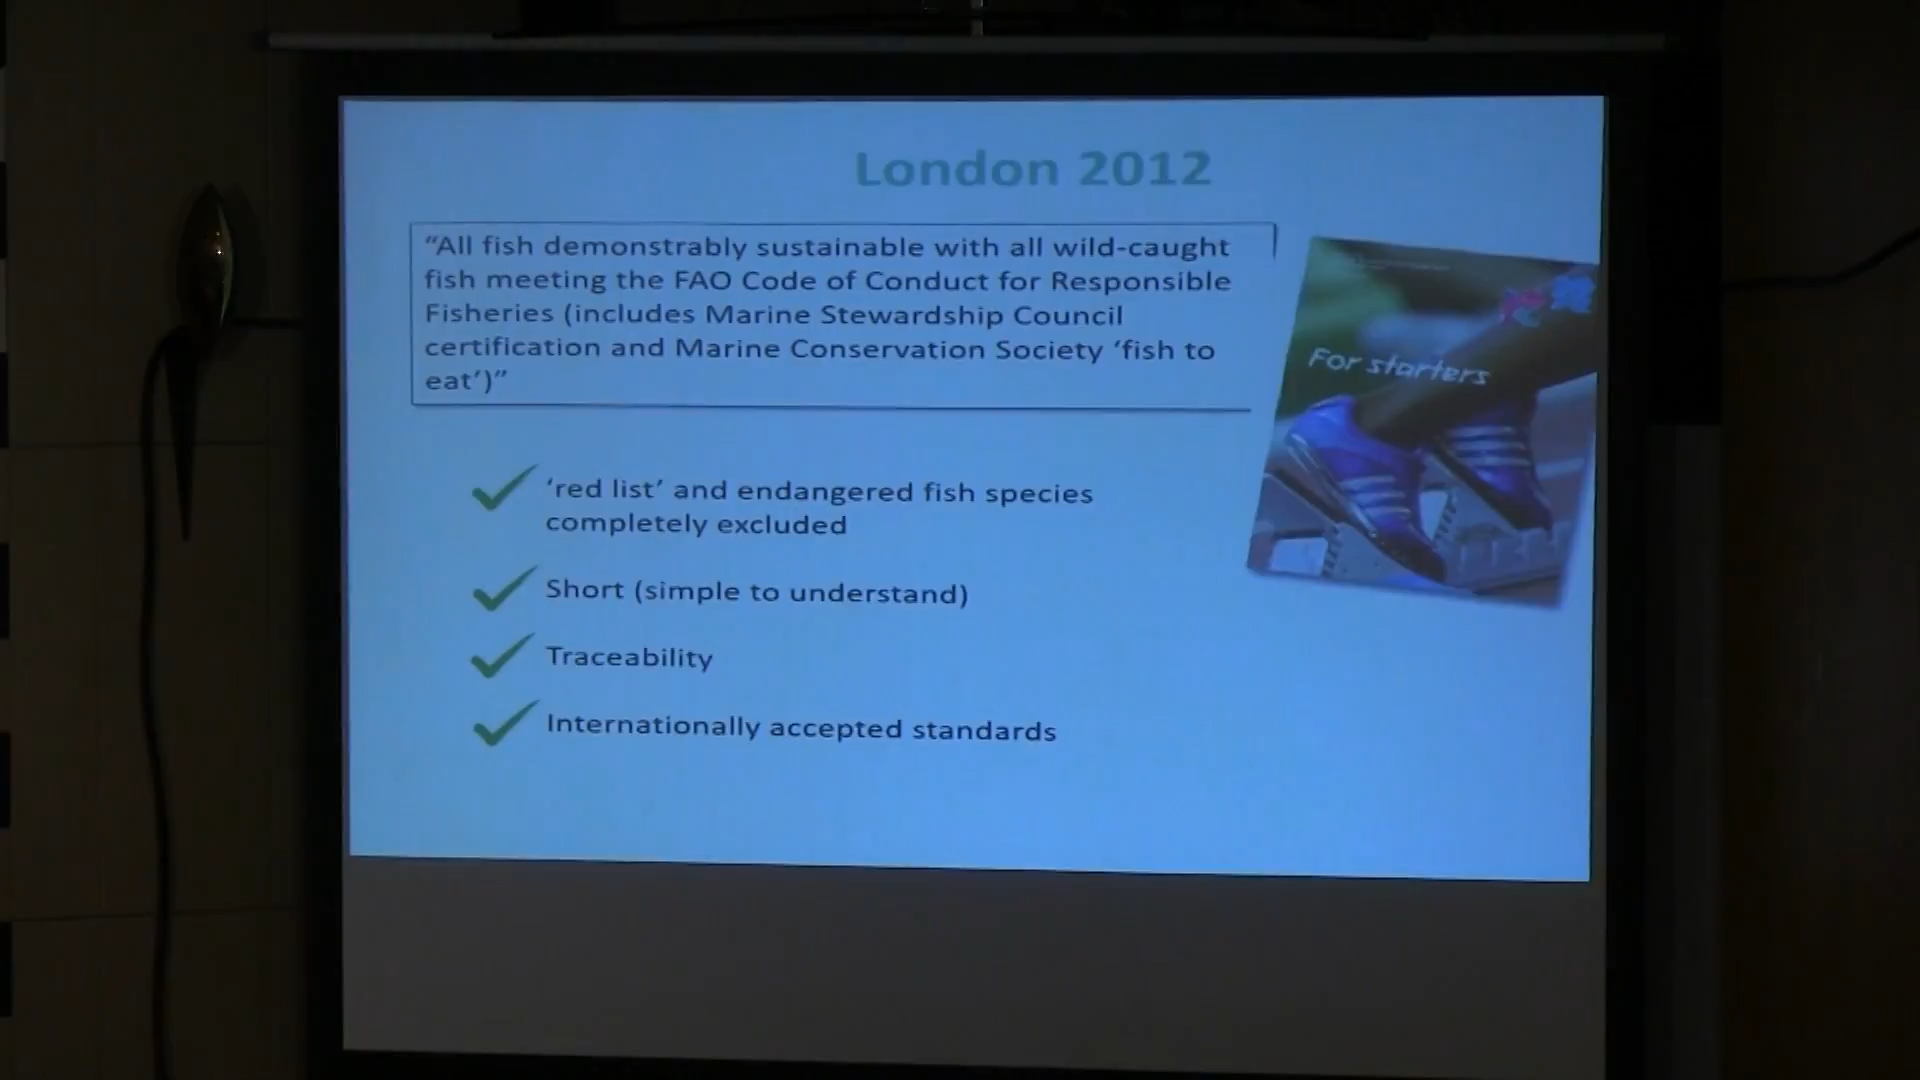 London 2012
“All fish demonstrably sustainable with all wild-caught
fish meeting the FAO Code of Conduct for Responsible
Fisheries (includes Marine Stewardship Council
certification and Marine Conservation Society ‘fish to
eat’)”
For starters
‘red list’ and endangered fish species
completely excluded
Short (simple to understand)
Traceability
Internationally accepted standards